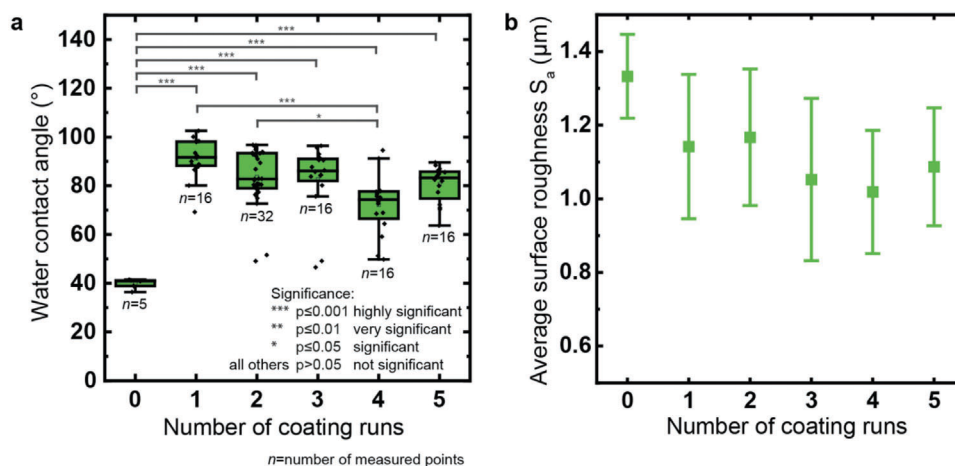 a
Water contact angle (°)
140
120
100
80
60
40
20
0
***
***
***
***
***
***
*
n=5
n=16
n=32
n=16
n=16
n=16
Significance:
*** p≤0.001 highly significant
** p≤0.01 very significant
* p≤0.05 significant
all others p>0.05 not significant
0 1 2 3 4 5
Number of coating runs
n=number of measured points
b
Average surface roughness Sa (µm)
1.4
1.2
1.0
0.8
0.6
0 1 2 3 4 5
Number of coating runs